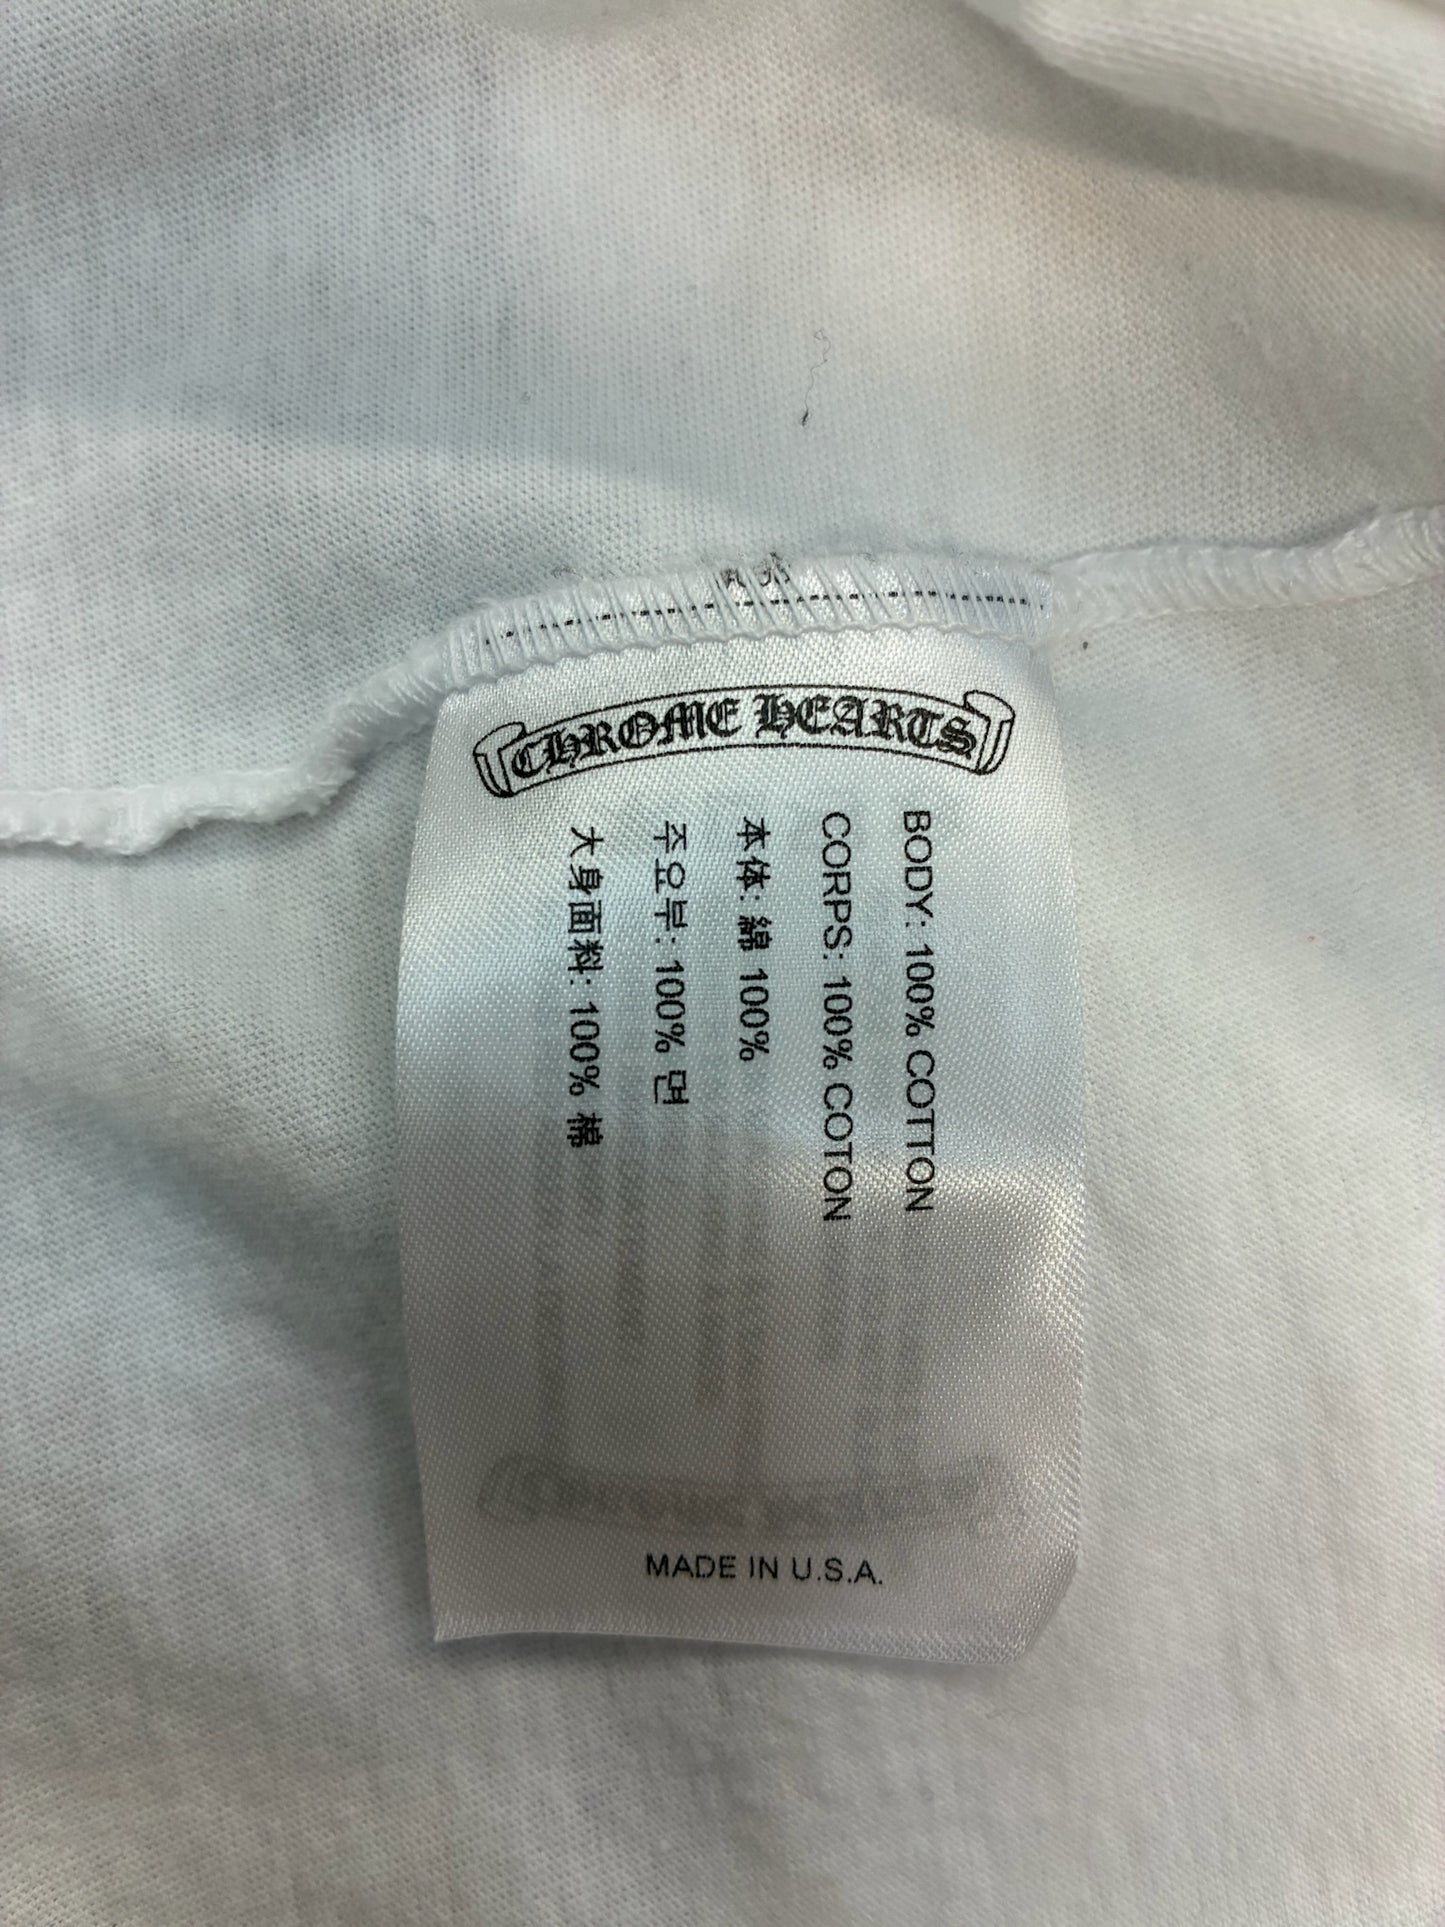 CHROME HEARTS
BODY: 100% COTTON
CORPS: 100% COTON
本体: 綿 100%
주요부: 100% 면
大身面料: 100% 棉
MADE IN U.S.A.